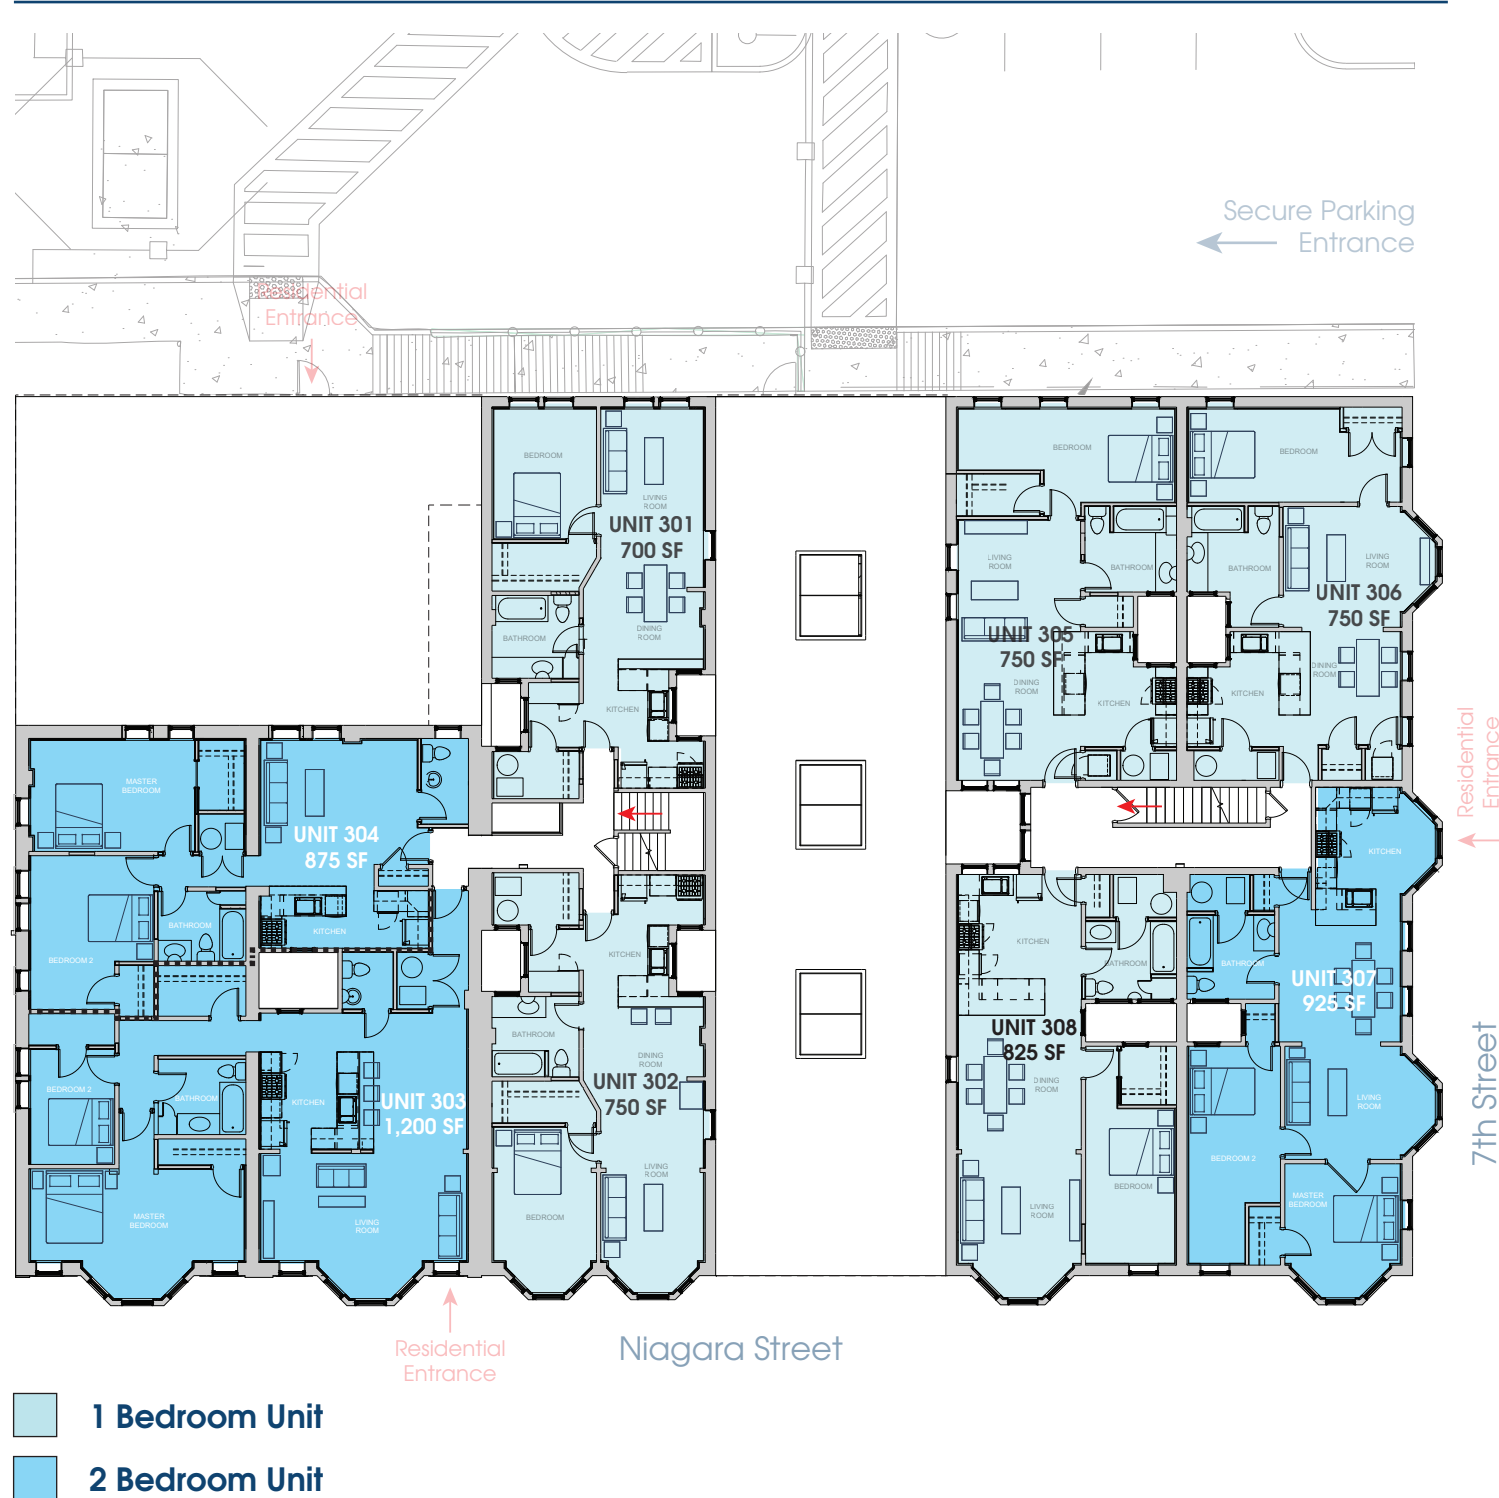 Secure Parking
Entrance
Residential
Entrance
BEDROOM
LIVING
ROOM
UNIT 301
700 SF
DINING
ROOM
BATHROOM
KITCHEN
BEDROOM
LIVING
ROOM
BATHROOM
UNIT 305
750 SF
DINING
ROOM
KITCHEN
BEDROOM
LIVING
ROOM
BATHROOM
UNIT 306
750 SF
DINING
ROOM
KITCHEN
MASTER
BEDROOM
UNIT 304
875 SF
BATHROOM
KITCHEN
BEDROOM 2
BEDROOM 2
BATHROOM
KITCHEN
UNIT 303
1,200 SF
MASTER
BEDROOM
LIVING
ROOM
KITCHEN
BATHROOM
DINING
ROOM
UNIT 302
750 SF
LIVING
ROOM
BEDROOM
KITCHEN
BATHROOM
UNIT 308
825 SF
DINING
ROOM
BEDROOM
LIVING
ROOM
KITCHEN
BATHROOM
UNIT 307
925 SF
LIVING
ROOM
BEDROOM 2
MASTER
BEDROOM
Residential
Entrance
7th Street
Residential
Entrance
Niagara Street
1 Bedroom Unit
2 Bedroom Unit